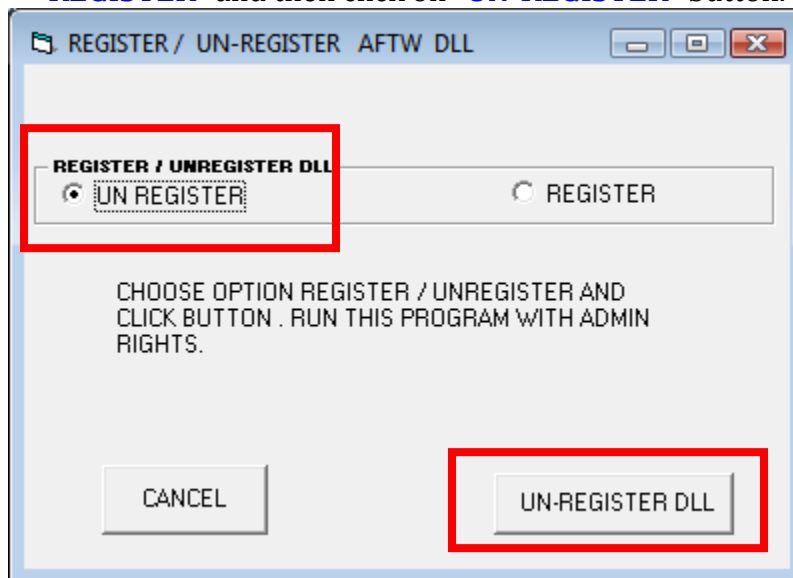 REGISTER / UN-REGISTER AFTW DLL
REGISTER / UNREGISTER DLL
UN REGISTER
REGISTER
CHOOSE OPTION REGISTER / UNREGISTER AND
CLICK BUTTON . RUN THIS PROGRAM WITH ADMIN
RIGHTS.
CANCEL
UN-REGISTER DLL